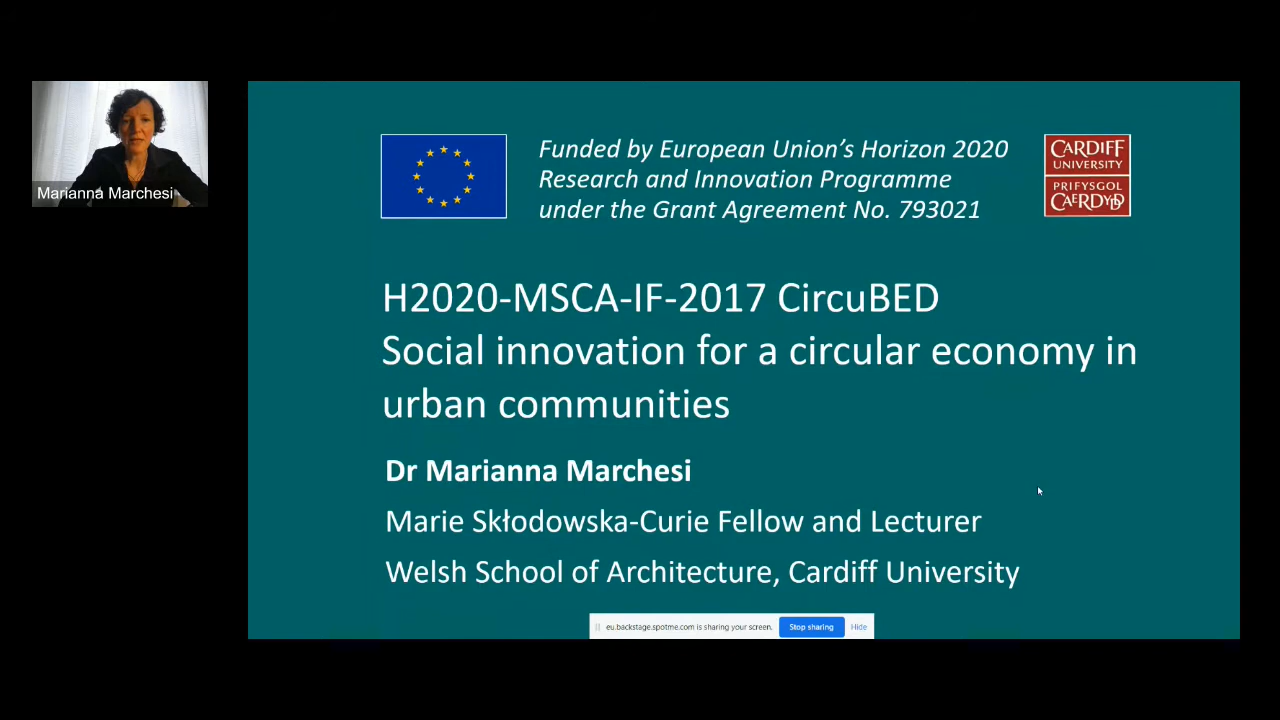 Marianna Marchesi
Funded by European Union's Horizon 2020
Research and Innovation Programme
under the Grant Agreement No. 793021
CARDIFF
UNIVERSITY
PRIFYSGOL
CAERDYDD
H2020-MSCA-IF-2017 CircuBED
Social innovation for a circular economy in
urban communities
Dr Marianna Marchesi
Marie Skłodowska-Curie Fellow and Lecturer
Welsh School of Architecture, Cardiff University
eu.backstage.spotme.com is sharing your screen. Stop sharing Hide